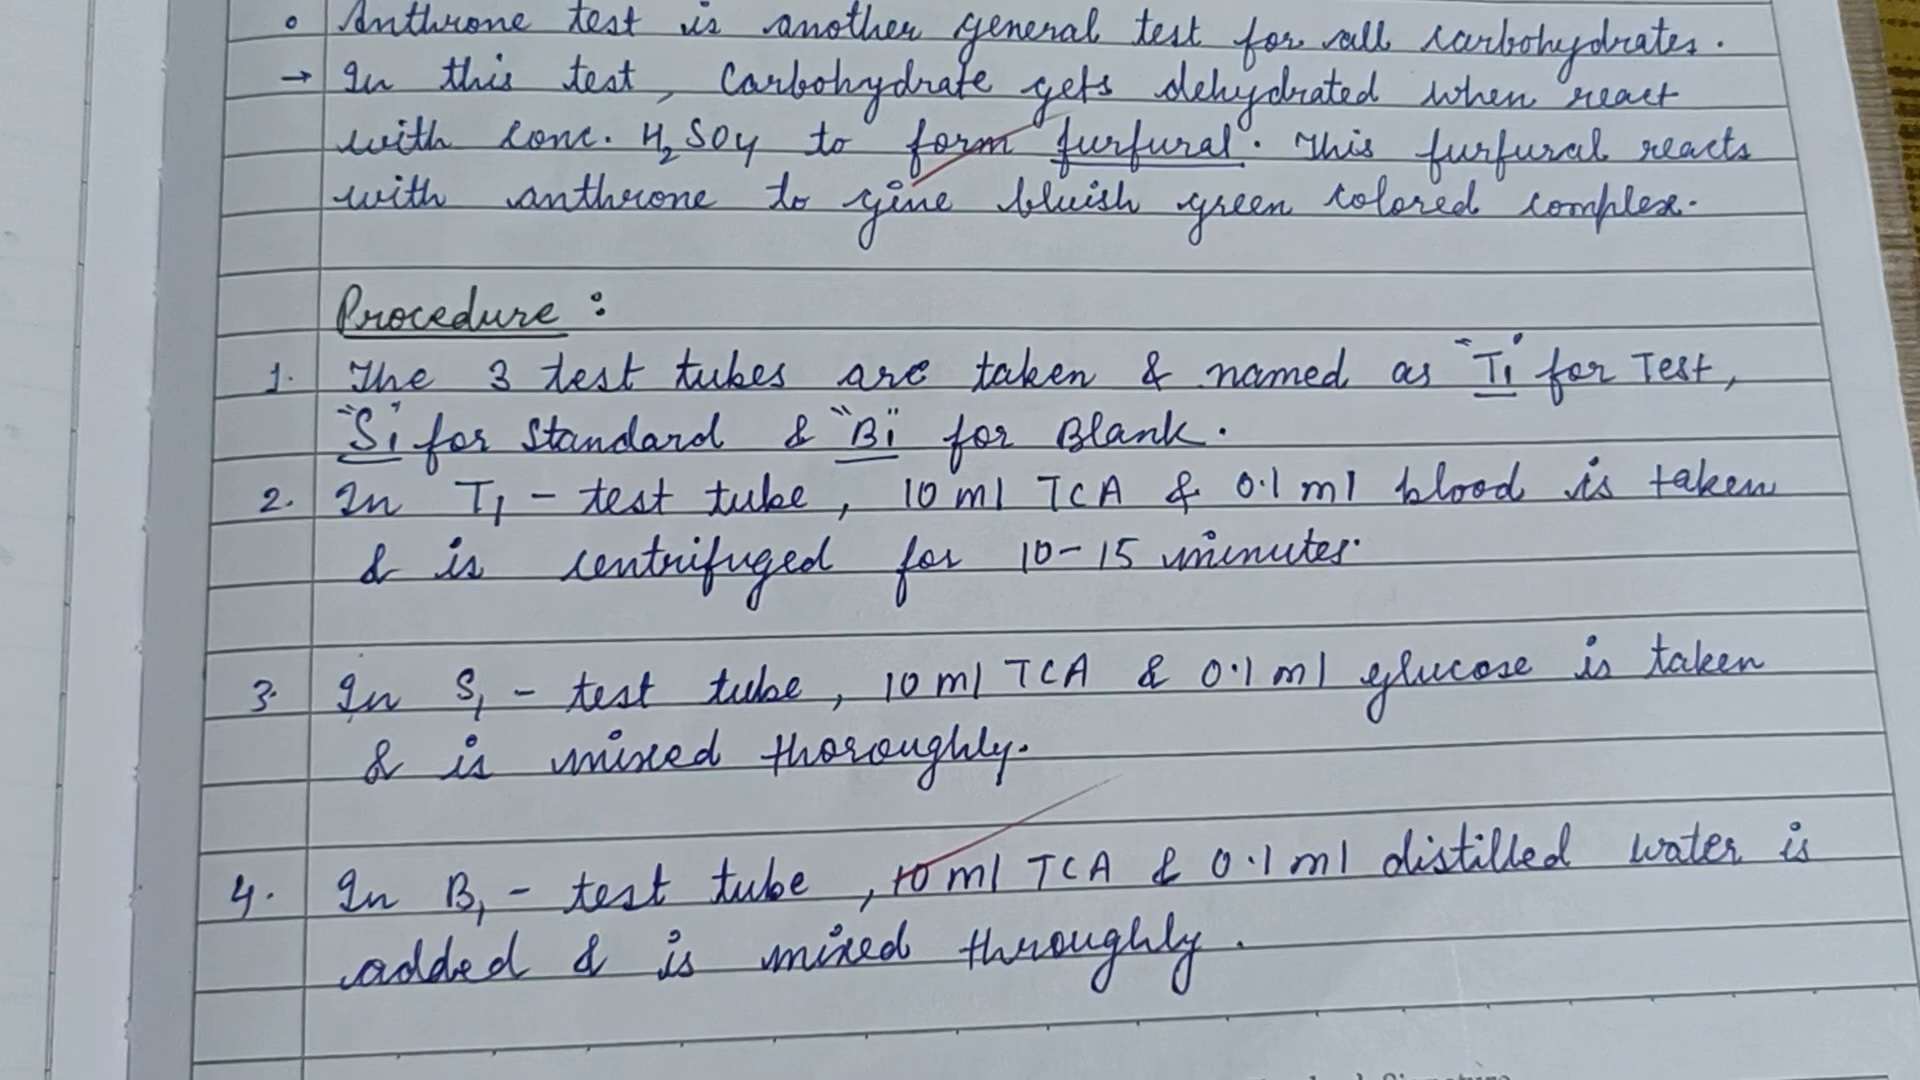 • Anthrone test is another general test for all carbohydrates.
→ In this test, Carbohydrate gets dehydrated when react
with conc. H₂SO₄ to form furfural. This furfural reacts
with anthrone to give bluish green colored complex.
Procedure :
1. The 3 test tubes are taken & named as "T₁" for Test,
"S₁" for Standard & "B₁" for Blank.
2. In T₁ - test tube, 10 ml TCA & 0.1 ml blood is taken
& is centrifuged for 10-15 minutes.
3. In S₁ - test tube, 10 ml TCA & 0.1 ml glucose is taken
& is mixed thoroughly.
4. In B₁ - test tube, 10 ml TCA & 0.1 ml distilled water is
added & is mixed throughly.